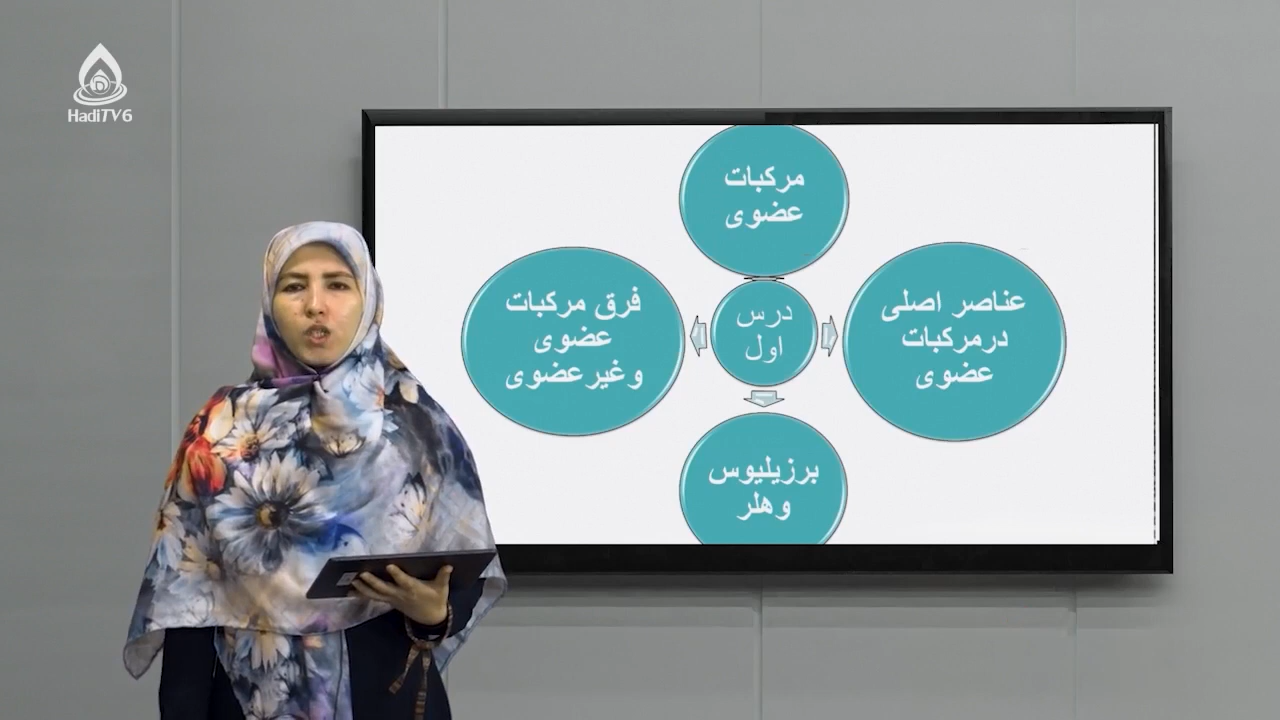 HadiTV6
مرکبات
عضوی
عناصر اصلی
درمرکبات
عضوی
درس
اول
فرق مرکبات
عضوی
وغیرعضوی
برزیلیوس
وهلر